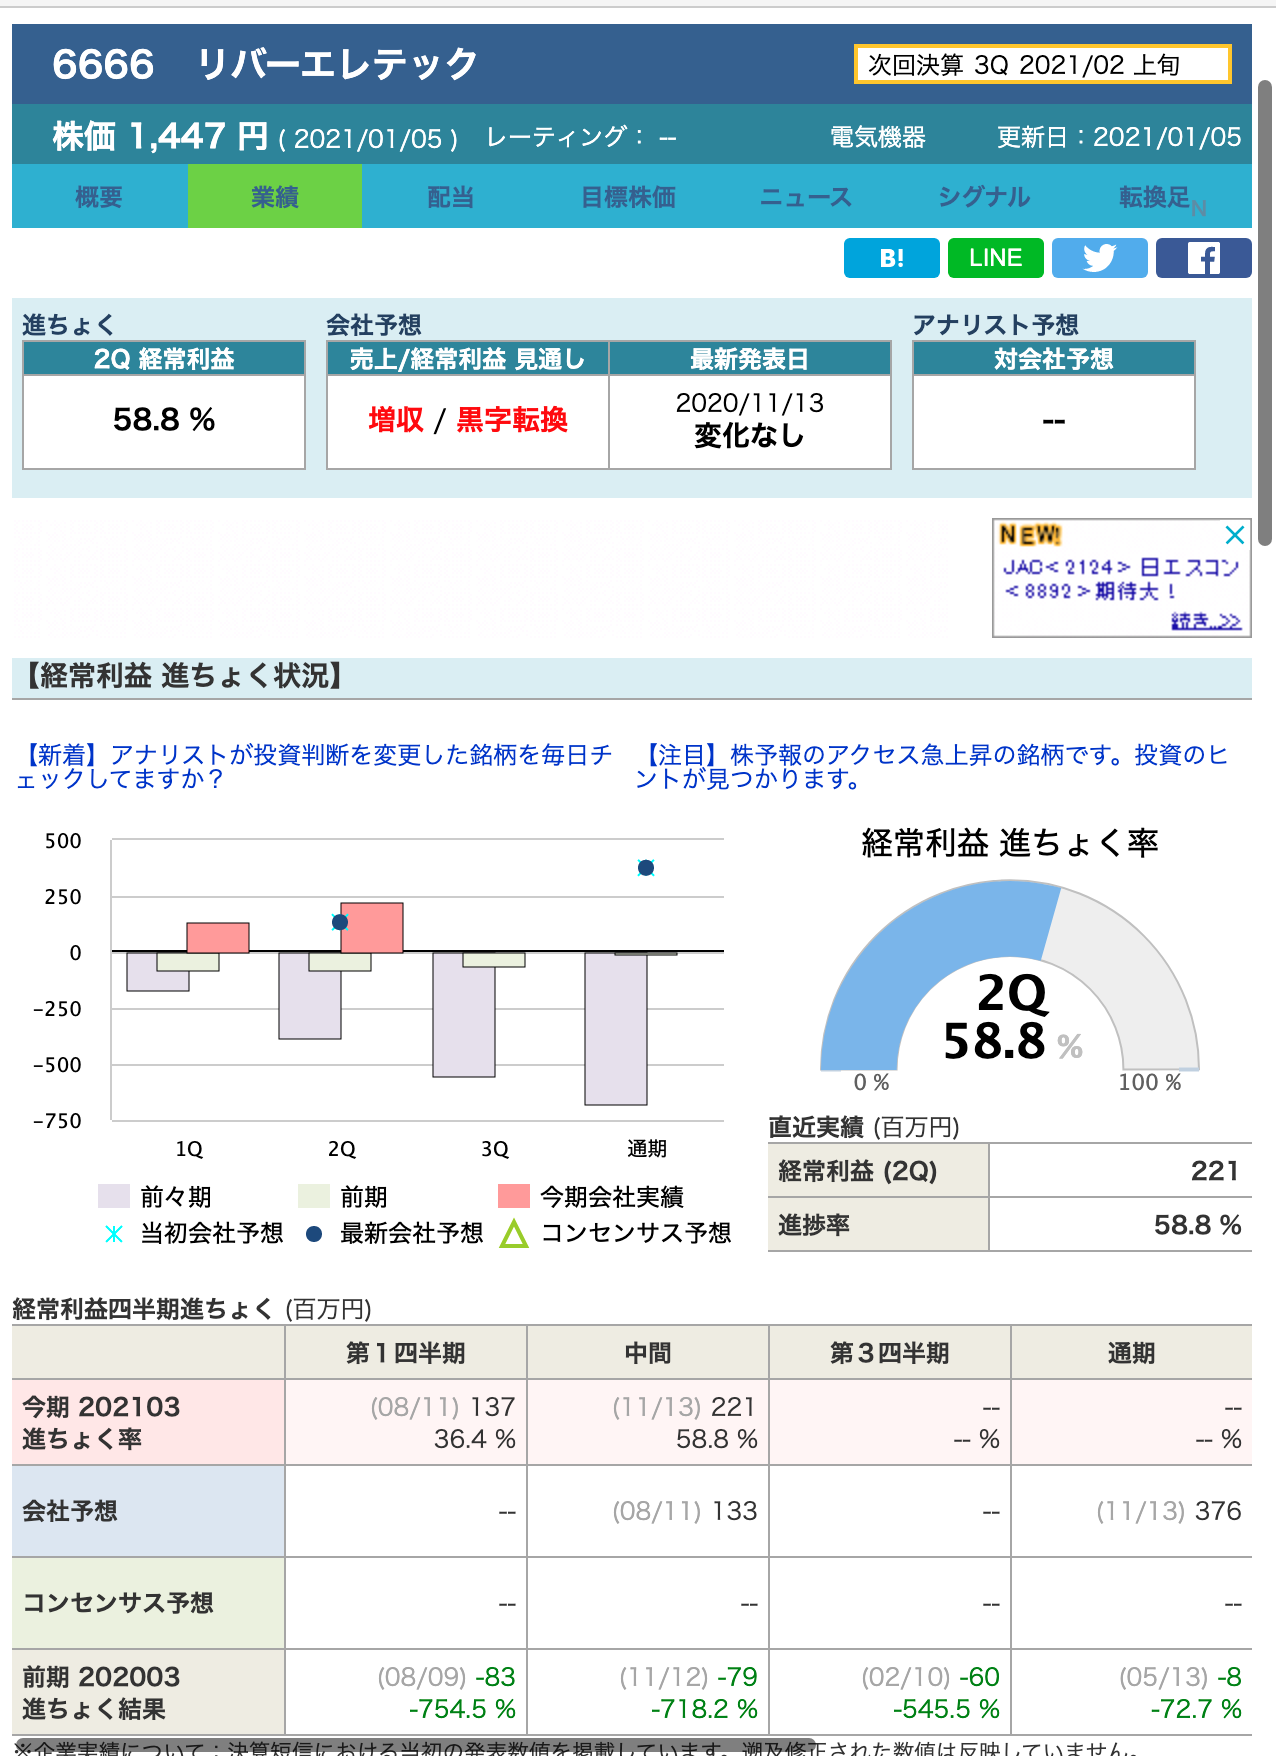 6666 リバーエレテック
次回決算 3Q 2021/02 上旬
株価 1,447 円 ( 2021/01/05 ) レーティング： -- 電気機器 更新日：2021/01/05
概要 業績 配当 目標株価 ニュース シグナル 転換足N
B! LINE
進ちょく 会社予想 アナリスト予想
2Q 経常利益 売上/経常利益 見通し 最新発表日 対会社予想
58.8 % 増収 / 黒字転換 2020/11/13 --
変化なし
NEW!
JAC<2124> 日エスコン
<8892>期待大！
続き..>>
【経常利益 進ちょく状況】
【新着】アナリストが投資判断を変更した銘柄を毎日チ
ェックしてますか？
【注目】株予報のアクセス急上昇の銘柄です。投資のヒ
ントが見つかります。
500
250
0
-250
-500
-750
1Q 2Q 3Q 通期
前々期 前期 今期会社実績
当初会社予想 最新会社予想 コンセンサス予想
経常利益 進ちょく率
2Q
58.8 %
0 % 100 %
直近実績 (百万円)
経常利益 (2Q) 221
進捗率 58.8 %
経常利益四半期進ちょく (百万円)
第１四半期 中間 第３四半期 通期
今期 202103 (08/11) 137 (11/13) 221 -- --
進ちょく率 36.4 % 58.8 % -- % -- %
会社予想 -- (08/11) 133 -- (11/13) 376
コンセンサス予想 -- -- -- --
前期 202003 (08/09) -83 (11/12) -79 (02/10) -60 (05/13) -8
進ちょく結果 -754.5 % -718.2 % -545.5 % -72.7 %
※企業実績について：決算短信における当初の発表数値を掲載しています。遡及修正された数値は反映していません。